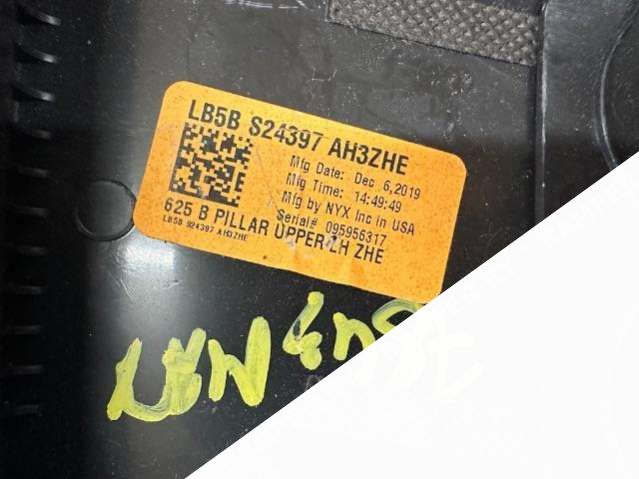 LB5B S24397 AH3ZHE
Mfg Date: Dec 6,2019
Mfg Time: 14:49:49
Mfg by NYX Inc in USA
Serial# 095956317
625 B PILLAR UPPER LH ZHE
LB5B S24397 AH3ZHE